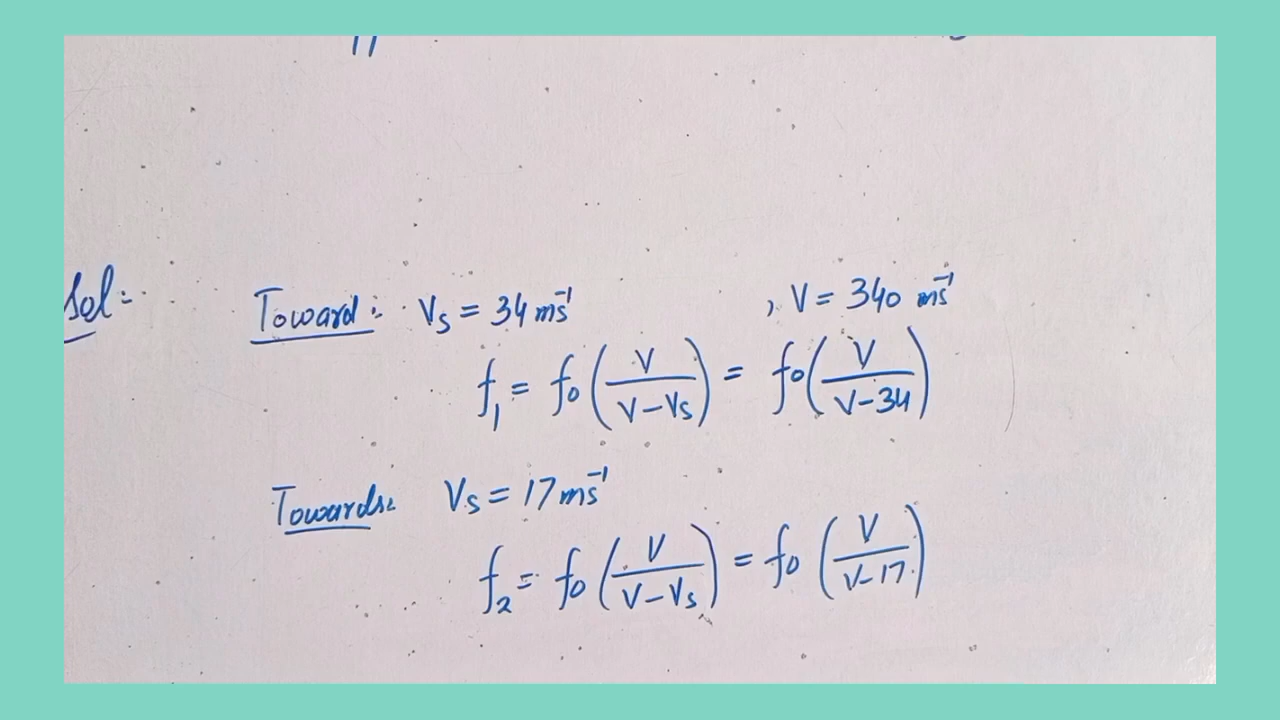 Sol:
Toward: Vs = 34 ms⁻¹ , V = 340 ms⁻¹
f₁ = f₀ (V / V-Vs) = f₀ (V / V-34)
Towards: Vs = 17 ms⁻¹
f₂ = f₀ (V / V-Vs) = f₀ (V / V-17)